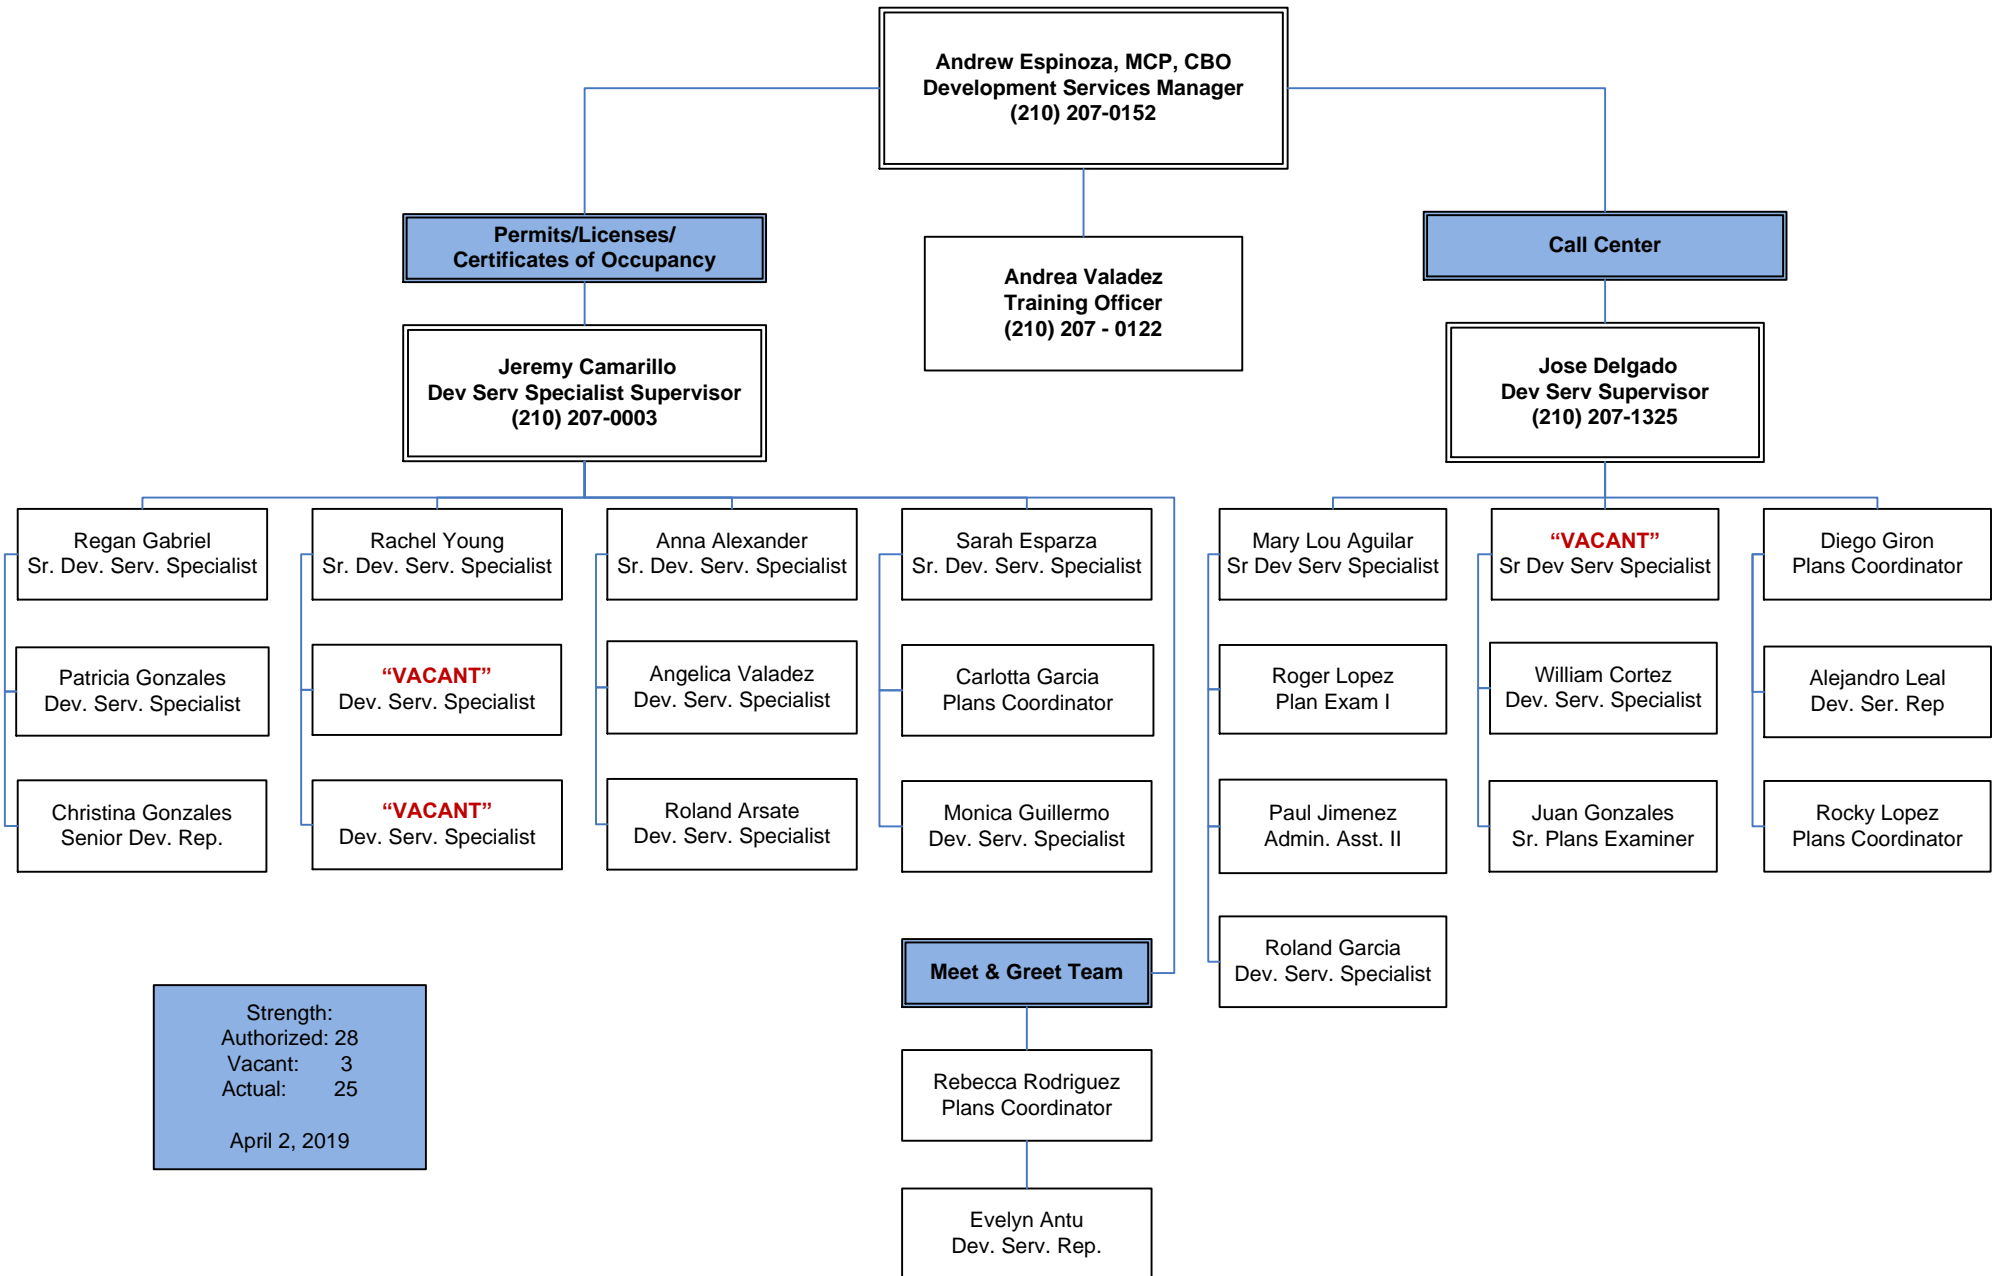 Andrew Espinoza, MCP, CBO
Development Services Manager
(210) 207-0152
Permits/Licenses/
Certificates of Occupancy
Andrea Valadez
Training Officer
(210) 207 - 0122
Call Center
Jeremy Camarillo
Dev Serv Specialist Supervisor
(210) 207-0003
Jose Delgado
Dev Serv Supervisor
(210) 207-1325
Regan Gabriel
Sr. Dev. Serv. Specialist
Rachel Young
Sr. Dev. Serv. Specialist
Anna Alexander
Sr. Dev. Serv. Specialist
Sarah Esparza
Sr. Dev. Serv. Specialist
Mary Lou Aguilar
Sr Dev Serv Specialist
“VACANT”
Sr Dev Serv Specialist
Diego Giron
Plans Coordinator
Patricia Gonzales
Dev. Serv. Specialist
“VACANT”
Dev. Serv. Specialist
Angelica Valadez
Dev. Serv. Specialist
Carlotta Garcia
Plans Coordinator
Roger Lopez
Plan Exam I
William Cortez
Dev. Serv. Specialist
Alejandro Leal
Dev. Ser. Rep
Christina Gonzales
Senior Dev. Rep.
“VACANT”
Dev. Serv. Specialist
Roland Arsate
Dev. Serv. Specialist
Monica Guillermo
Dev. Serv. Specialist
Paul Jimenez
Admin. Asst. II
Juan Gonzales
Sr. Plans Examiner
Rocky Lopez
Plans Coordinator
Meet & Greet Team
Roland Garcia
Dev. Serv. Specialist
Strength:
Authorized: 28
Vacant: 3
Actual: 25
April 2, 2019
Rebecca Rodriguez
Plans Coordinator
Evelyn Antu
Dev. Serv. Rep.